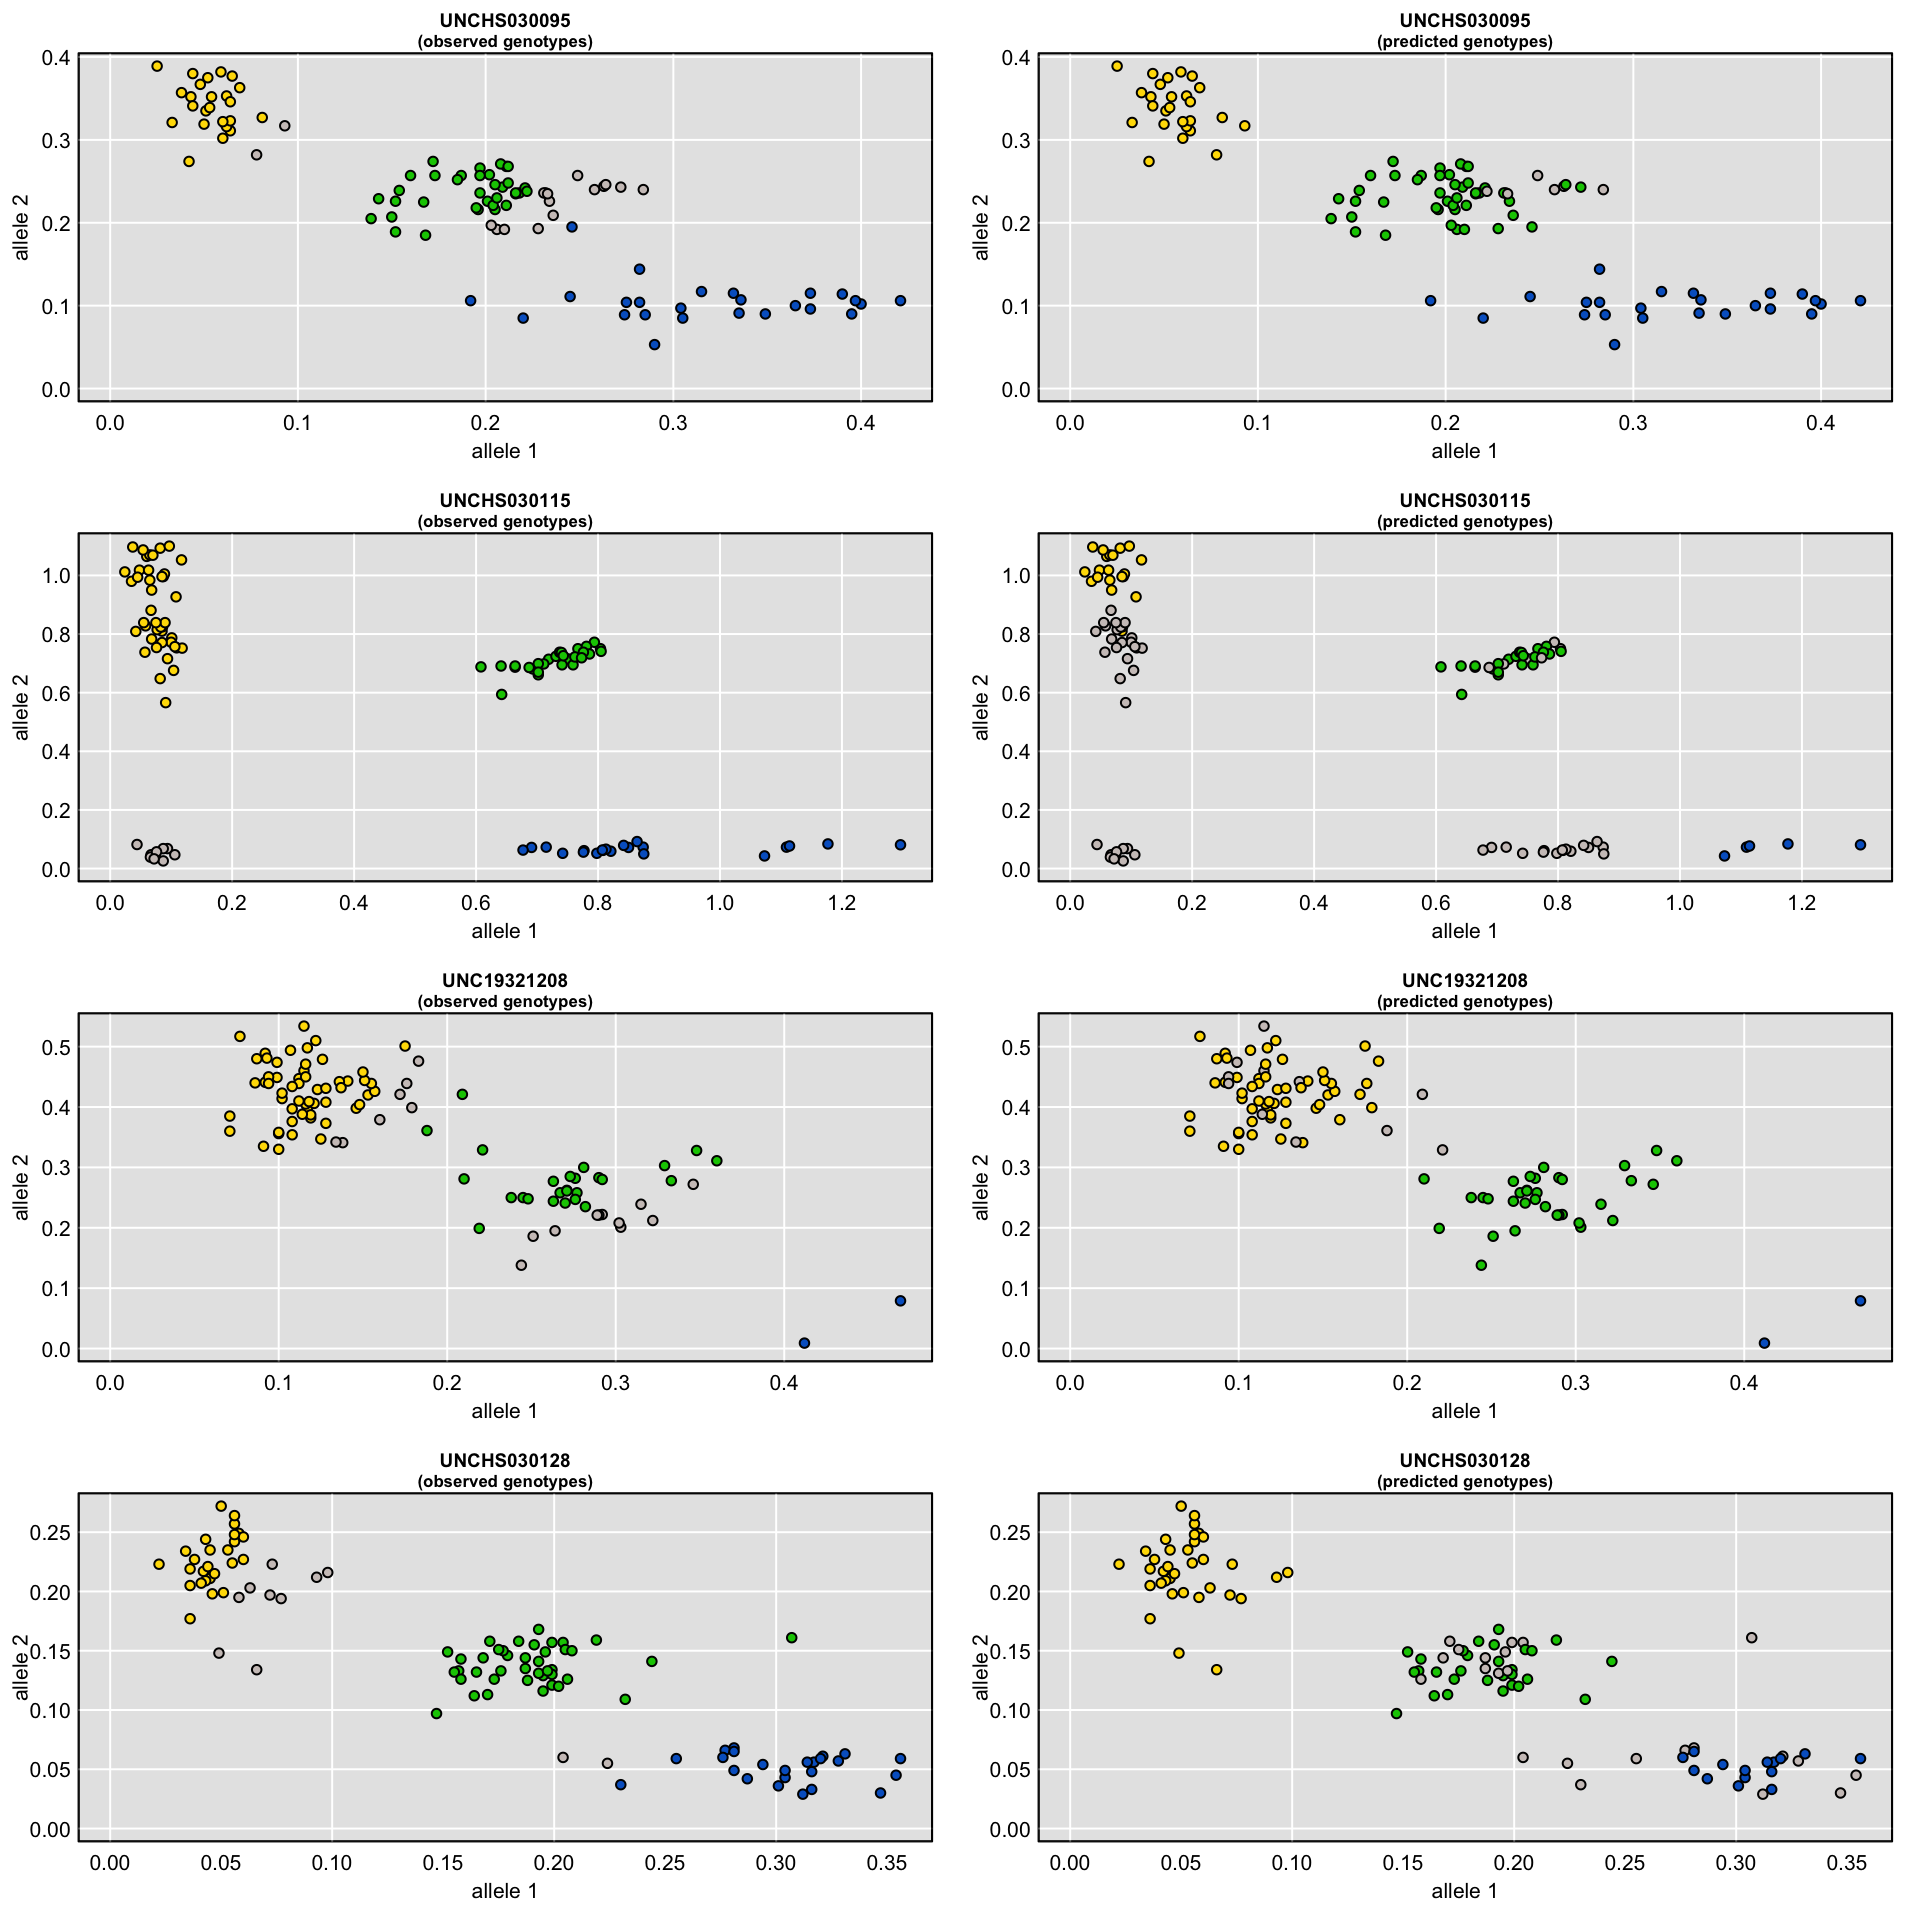 UNCHS030095
(observed genotypes)
0.4
0.3
0.2
0.1
0.0
allele 2
0.0 0.1 0.2 0.3 0.4
allele 1
UNCHS030095
(predicted genotypes)
0.4
0.3
0.2
0.1
0.0
allele 2
0.0 0.1 0.2 0.3 0.4
allele 1
UNCHS030115
(observed genotypes)
1.0
0.8
0.6
0.4
0.2
0.0
allele 2
0.0 0.2 0.4 0.6 0.8 1.0 1.2
allele 1
UNCHS030115
(predicted genotypes)
1.0
0.8
0.6
0.4
0.2
0.0
allele 2
0.0 0.2 0.4 0.6 0.8 1.0 1.2
allele 1
UNC19321208
(observed genotypes)
0.5
0.4
0.3
0.2
0.1
0.0
allele 2
0.0 0.1 0.2 0.3 0.4
allele 1
UNC19321208
(predicted genotypes)
0.5
0.4
0.3
0.2
0.1
0.0
allele 2
0.0 0.1 0.2 0.3 0.4
allele 1
UNCHS030128
(observed genotypes)
0.25
0.20
0.15
0.10
0.05
0.00
allele 2
0.00 0.05 0.10 0.15 0.20 0.25 0.30 0.35
allele 1
UNCHS030128
(predicted genotypes)
0.25
0.20
0.15
0.10
0.05
0.00
allele 2
0.00 0.05 0.10 0.15 0.20 0.25 0.30 0.35
allele 1